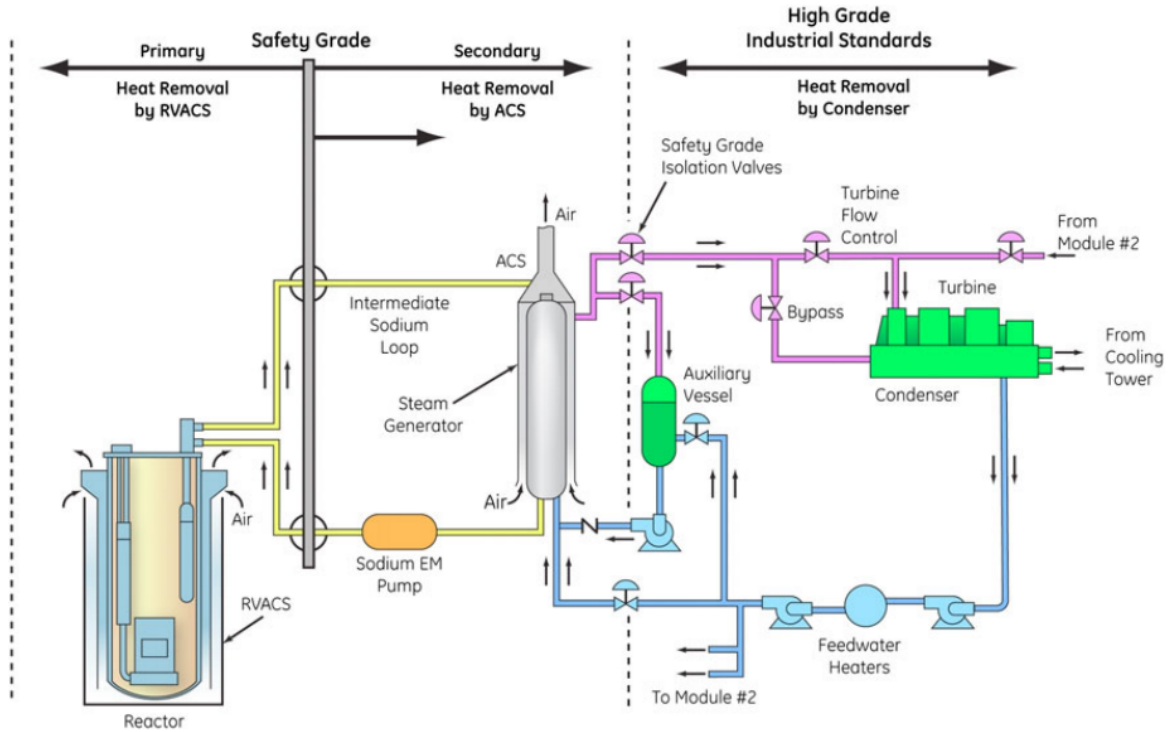 High Grade
Industrial Standards
Safety Grade
Primary
Secondary
Heat Removal
by RVACS
Heat Removal
by ACS
Heat Removal
by Condenser
Safety Grade
Isolation Valves
Turbine
Flow
Control
From
Module #2
Air
ACS
Intermediate
Sodium
Loop
Bypass
Turbine
From
Cooling
Tower
Condenser
Auxiliary
Vessel
Steam
Generator
Air
Air
Sodium EM
Pump
RVACS
Feedwater
Heaters
To Module #2
Reactor